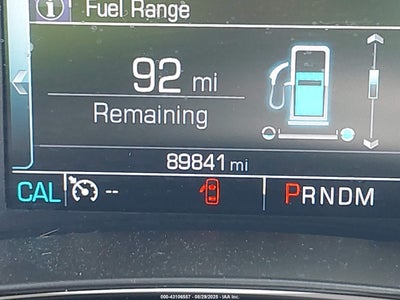 i Fuel Range
92 mi
Remaining
89841 mi
CAL -- PRNDM
000-43106557 - 08/29/2025 - IAA Inc.